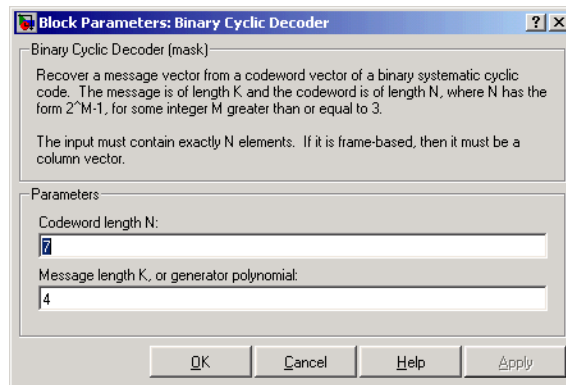 Block Parameters: Binary Cyclic Decoder
Binary Cyclic Decoder (mask)
Recover a message vector from a codeword vector of a binary systematic cyclic
code. The message is of length K and the codeword is of length N, where N has the
form 2^M-1, for some integer M greater than or equal to 3.
The input must contain exactly N elements. If it is frame-based, then it must be a
column vector.
Parameters
Codeword length N:
7
Message length K, or generator polynomial:
4
OK Cancel Help Apply